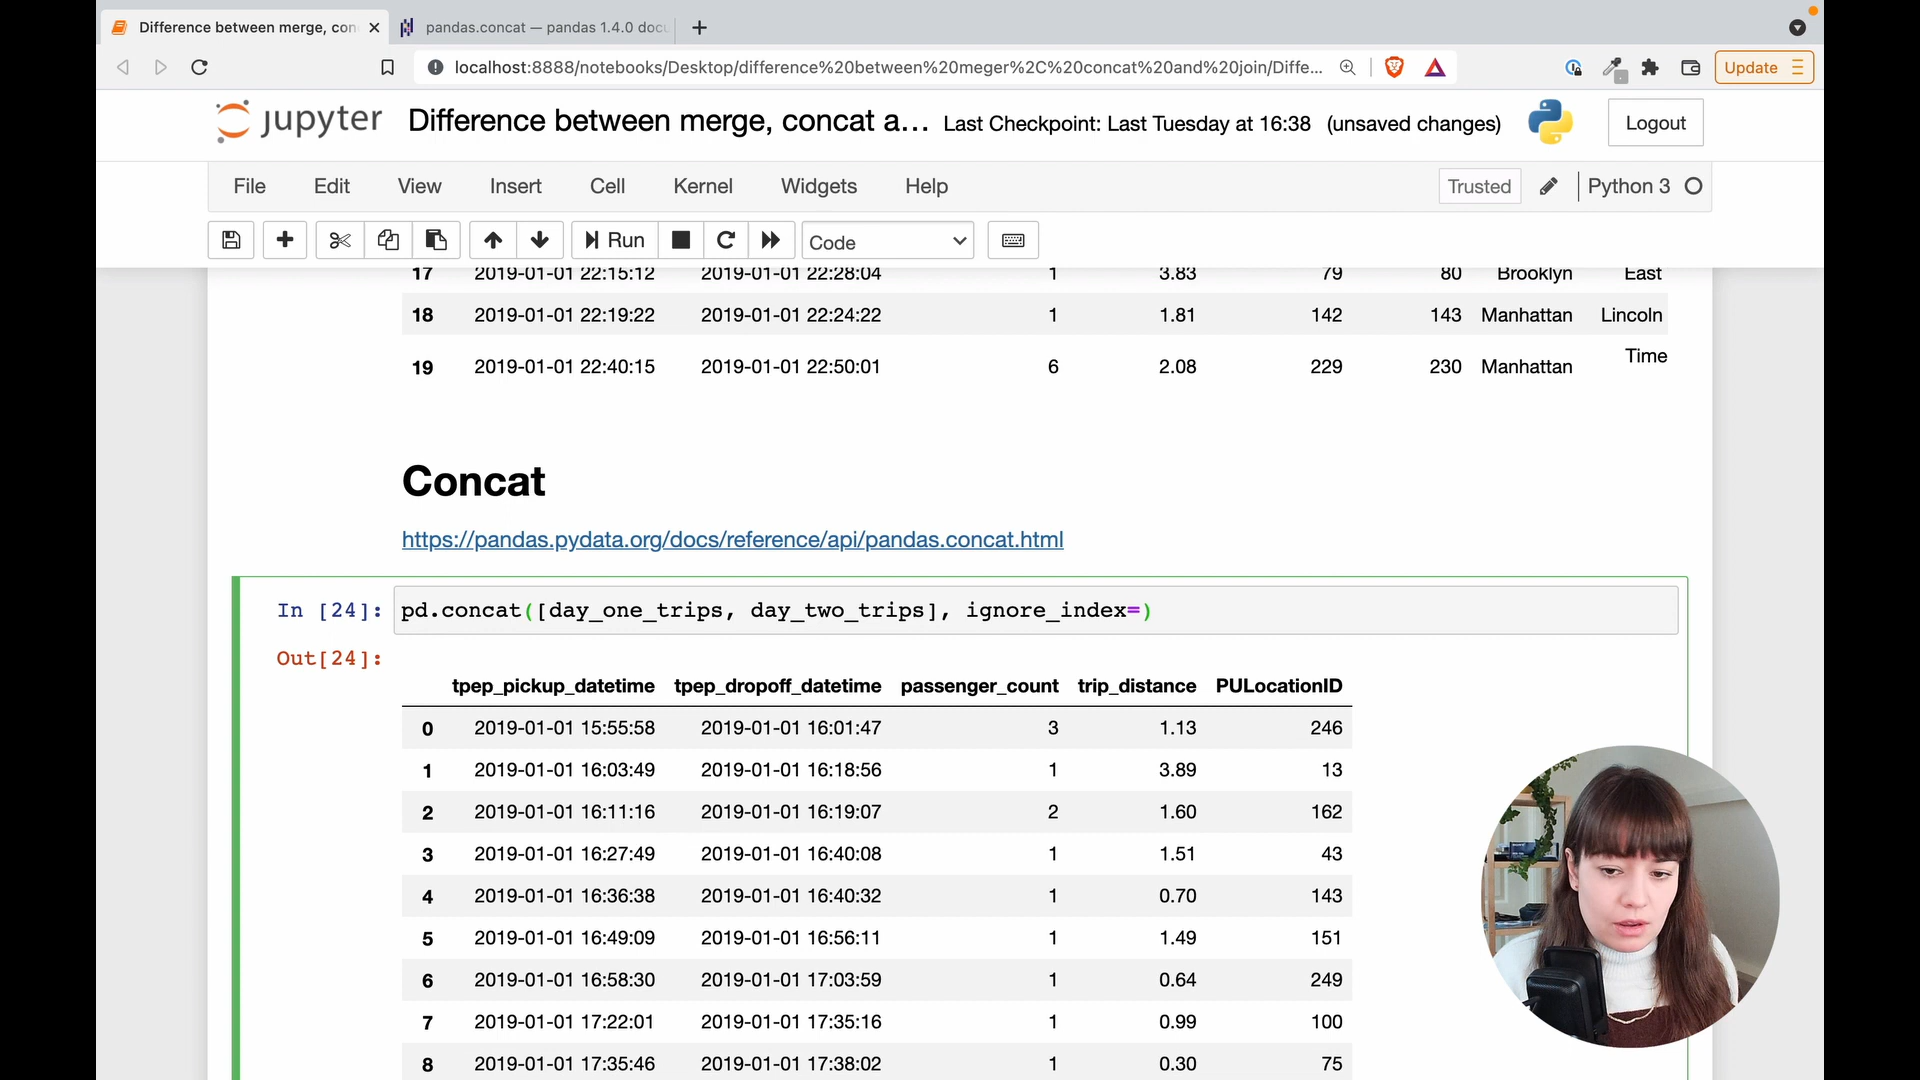 Difference between merge, con
pandas.concat — pandas 1.4.0 docu
localhost:8888/notebooks/Desktop/difference%20between%20meger%2C%20concat%20and%20join/Diffe...
Update
jupyter Difference between merge, concat a... Last Checkpoint: Last Tuesday at 16:38 (unsaved changes)
Logout
File Edit View Insert Cell Kernel Widgets Help
Trusted
Python 3
Run
Code
17 2019-01-01 22:15:12 2019-01-01 22:28:04 1 3.83 79 80 Brooklyn East
18 2019-01-01 22:19:22 2019-01-01 22:24:22 1 1.81 142 143 Manhattan Lincoln
19 2019-01-01 22:40:15 2019-01-01 22:50:01 6 2.08 229 230 Manhattan Time
Concat
https://pandas.pydata.org/docs/reference/api/pandas.concat.html
In [24]: pd.concat([day_one_trips, day_two_trips], ignore_index=)
Out[24]:
tpep_pickup_datetime tpep_dropoff_datetime passenger_count trip_distance PULocationID
0 2019-01-01 15:55:58 2019-01-01 16:01:47 3 1.13 246
1 2019-01-01 16:03:49 2019-01-01 16:18:56 1 3.89 13
2 2019-01-01 16:11:16 2019-01-01 16:19:07 2 1.60 162
3 2019-01-01 16:27:49 2019-01-01 16:40:08 1 1.51 43
4 2019-01-01 16:36:38 2019-01-01 16:40:32 1 0.70 143
5 2019-01-01 16:49:09 2019-01-01 16:56:11 1 1.49 151
6 2019-01-01 16:58:30 2019-01-01 17:03:59 1 0.64 249
7 2019-01-01 17:22:01 2019-01-01 17:35:16 1 0.99 100
8 2019-01-01 17:35:46 2019-01-01 17:38:02 1 0.30 75